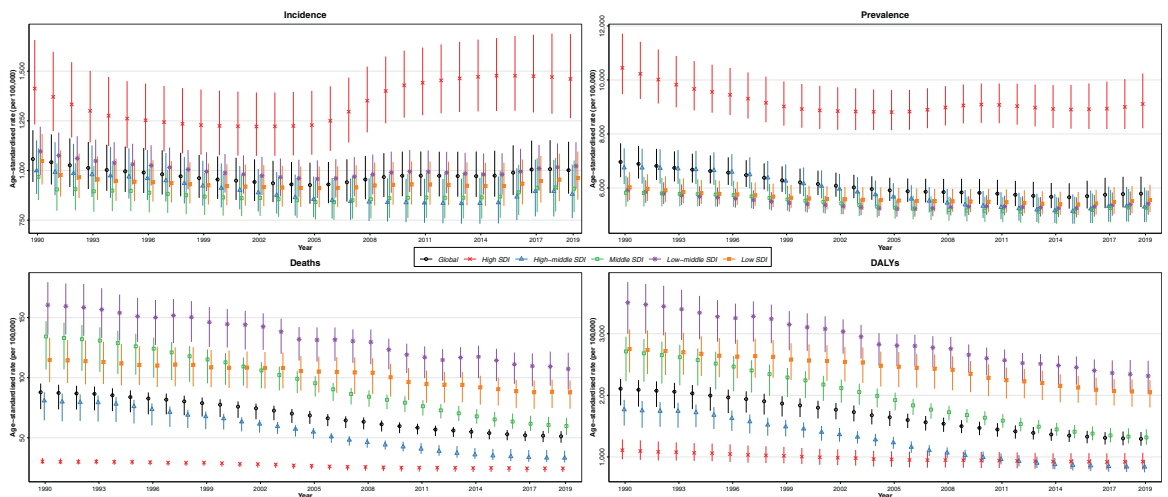 Incidence
Age-standardised rate (per 100,000)
1,500
1,250
1,000
750
1990 1993 1996 1999 2002 2005 2008 2011 2014 2017 2019
Year
Prevalence
Age-standardised rate (per 100,000)
12,000
10,000
8,000
6,000
1990 1993 1996 1999 2002 2005 2008 2011 2014 2017 2019
Year
Global High SDI High-middle SDI Middle SDI Low-middle SDI Low SDI
Deaths
Age-standardised rate (per 100,000)
150
100
50
1990 1993 1996 1999 2002 2005 2008 2011 2014 2017 2019
Year
DALYs
Age-standardised rate (per 100,000)
3,000
2,000
1,000
1990 1993 1996 1999 2002 2005 2008 2011 2014 2017 2019
Year